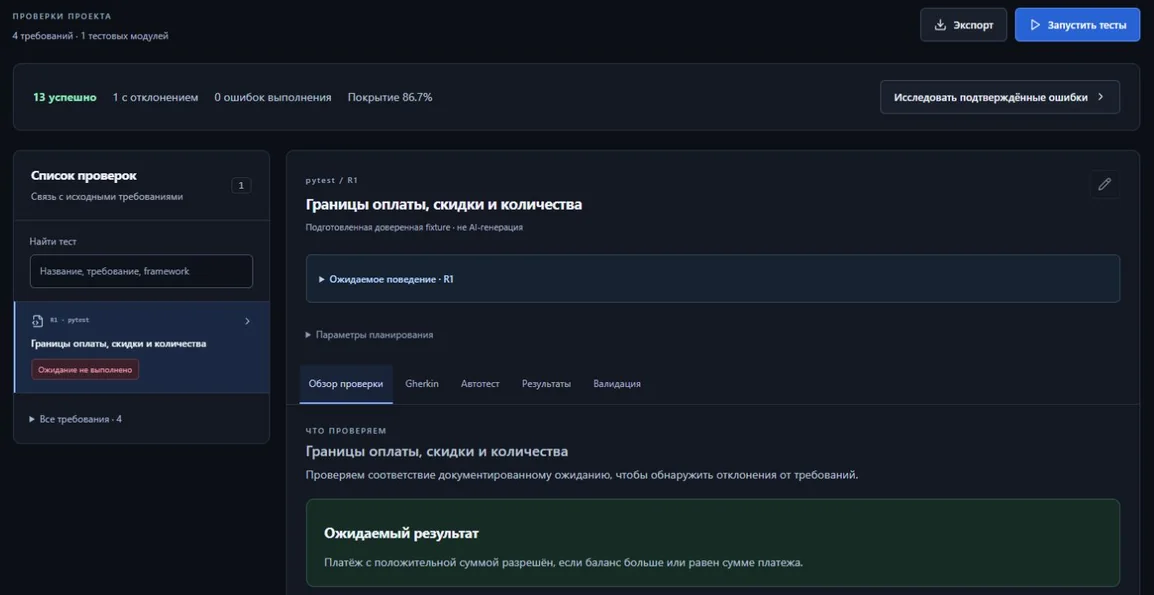 ПРОВЕРКИ ПРОЕКТА
4 требований · 1 тестовых модулей
Экспорт
Запустить тесты
13 успешно 1 с отклонением 0 ошибок выполнения Покрытие 86.7%
Исследовать подтверждённые ошибки
Список проверок
1
Связь с исходными требованиями
Найти тест
Название, требование, framework
R1 · pytest
Границы оплаты, скидки и количества
Ожидание не выполнено
Все требования · 4
pytest / R1
Границы оплаты, скидки и количества
Подготовленная доверенная fixture · не AI-генерация
Ожидаемое поведение · R1
Параметры планирования
Обзор проверки Gherkin Автотест Результаты Валидация
ЧТО ПРОВЕРЯЕМ
Границы оплаты, скидки и количества
Проверяем соответствие документированному ожиданию, чтобы обнаружить отклонения от требований.
Ожидаемый результат
Платёж с положительной суммой разрешён, если баланс больше или равен сумме платежа.